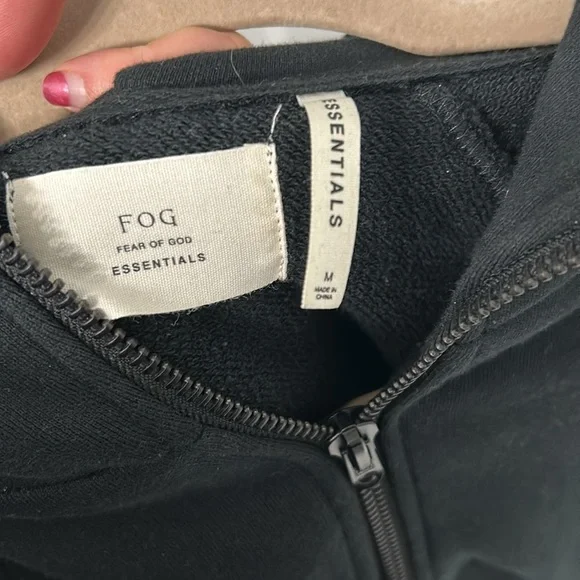 FOG
FEAR OF GOD
ESSENTIALS
ESSENTIALS
M
MADE IN
CHINA